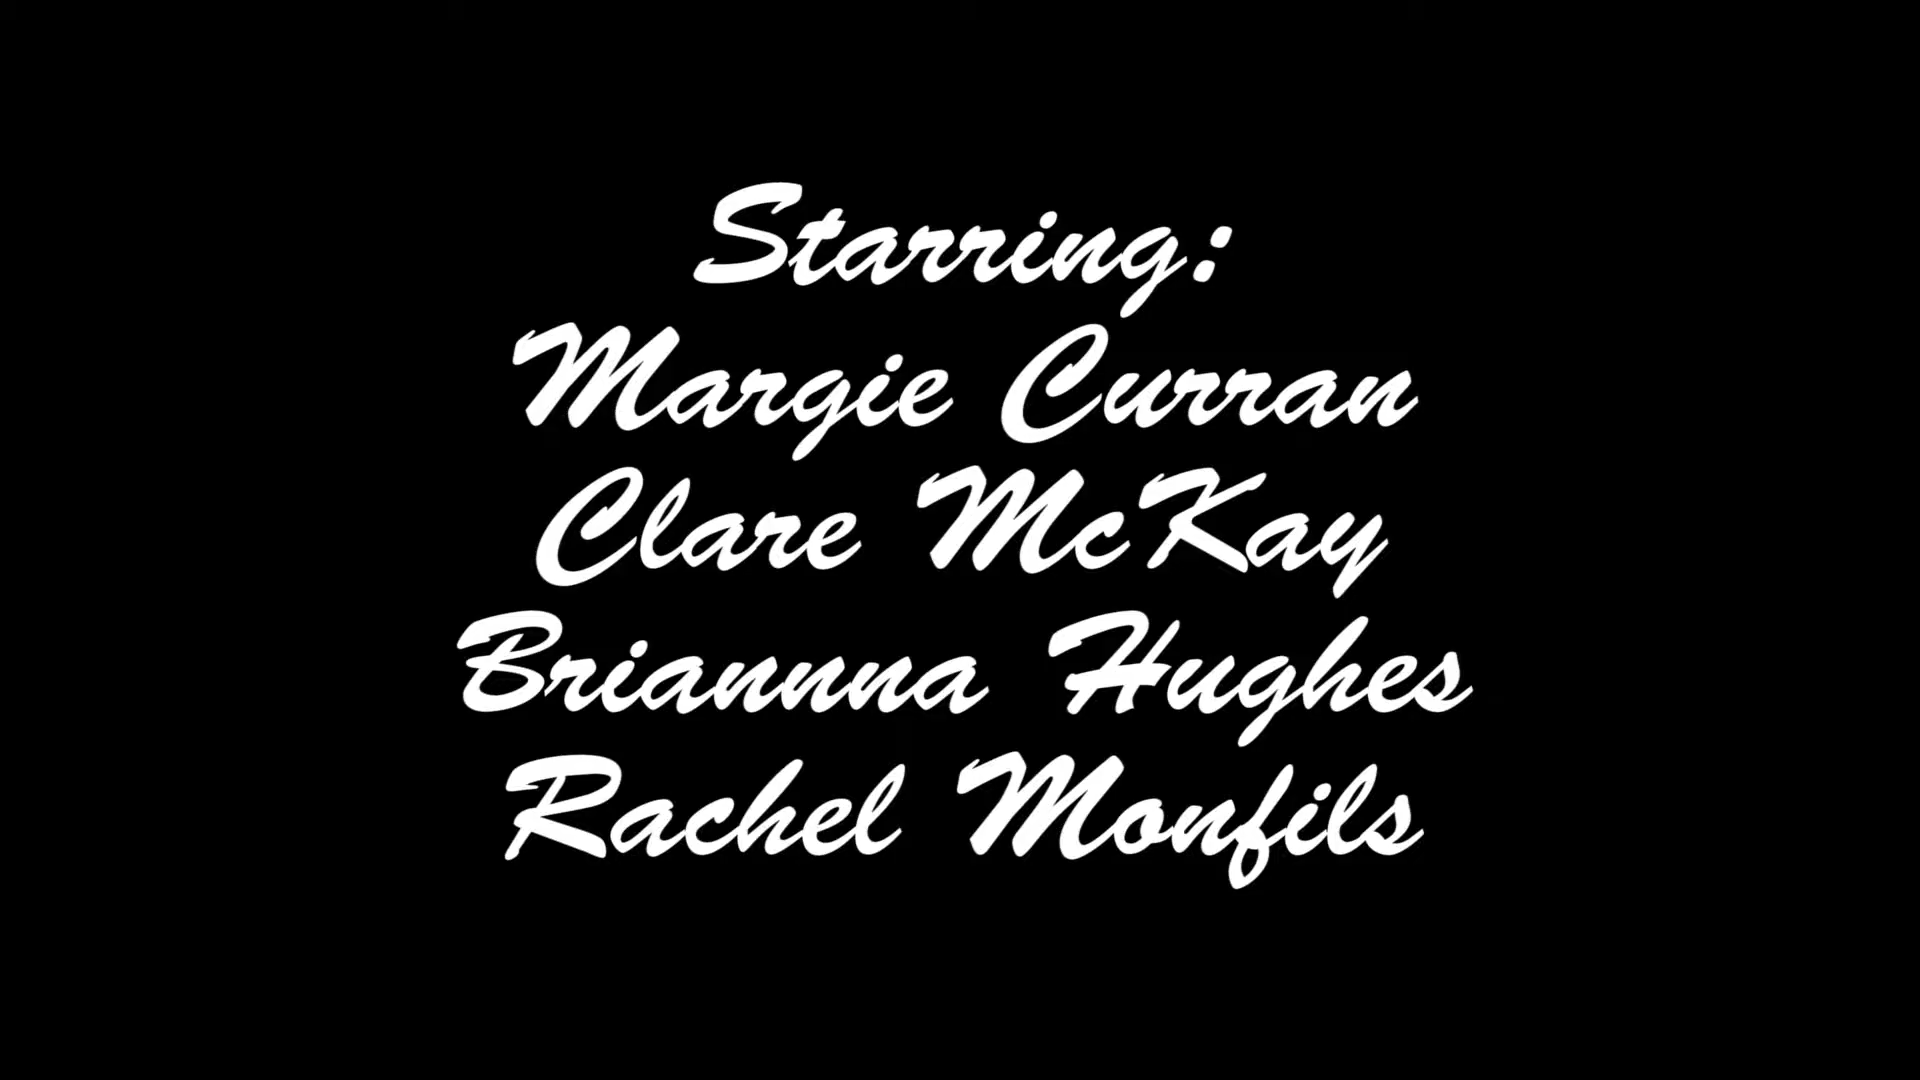 Starring:
Margie Curran
Clare McKay
Briannna Hughes
Rachel Monfils